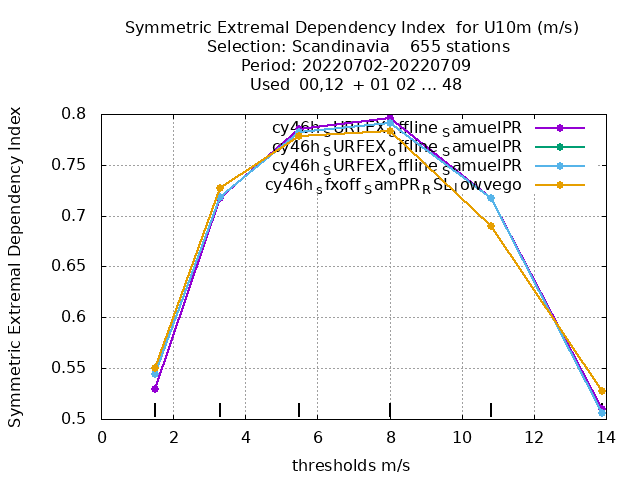 Symmetric Extremal Dependency Index for U10m (m/s)
Selection: Scandinavia 655 stations
Period: 20220702-20220709
Used 00,12 + 01 02 ... 48
Symmetric Extremal Dependency Index
0.8
0.75
0.7
0.65
0.6
0.55
0.5
cy46h_SURFEX_offline_SamuelPR
cy46h_SURFEX_offline_SamuelPR
cy46h_SURFEX_offline_SamuelPR
cy46h_sfxoff_SamPR_RSL_lowvego
0 2 4 6 8 10 12 14
thresholds m/s